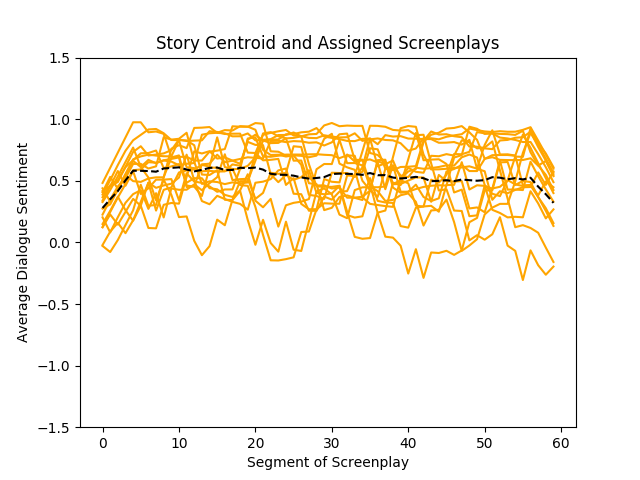 Story Centroid and Assigned Screenplays
1.5
1.0
0.5
0.0
−0.5
−1.0
−1.5
Average Dialogue Sentiment
0 10 20 30 40 50 60
Segment of Screenplay